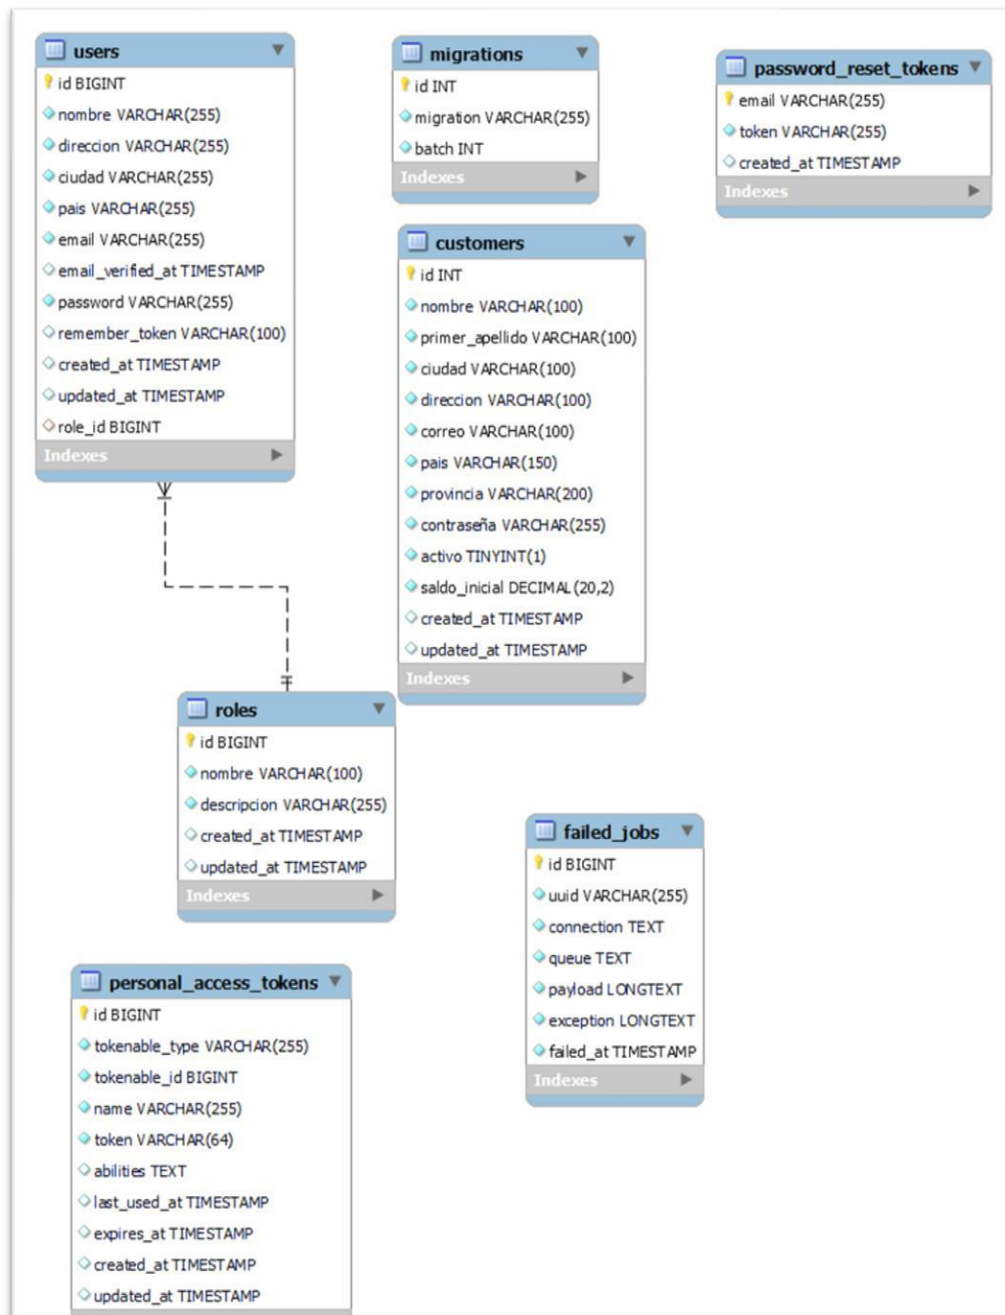 users
id BIGINT
nombre VARCHAR(255)
direccion VARCHAR(255)
ciudad VARCHAR(255)
pais VARCHAR(255)
email VARCHAR(255)
email_verified_at TIMESTAMP
password VARCHAR(255)
remember_token VARCHAR(100)
created_at TIMESTAMP
updated_at TIMESTAMP
role_id BIGINT
Indexes
migrations
id INT
migration VARCHAR(255)
batch INT
Indexes
password_reset_tokens
email VARCHAR(255)
token VARCHAR(255)
created_at TIMESTAMP
Indexes
customers
id INT
nombre VARCHAR(100)
primer_apellido VARCHAR(100)
ciudad VARCHAR(100)
direccion VARCHAR(100)
correo VARCHAR(100)
pais VARCHAR(150)
provincia VARCHAR(200)
contraseña VARCHAR(255)
activo TINYINT(1)
saldo_inicial DECIMAL(20,2)
created_at TIMESTAMP
updated_at TIMESTAMP
Indexes
roles
id BIGINT
nombre VARCHAR(100)
descripcion VARCHAR(255)
created_at TIMESTAMP
updated_at TIMESTAMP
Indexes
failed_jobs
id BIGINT
uuid VARCHAR(255)
connection TEXT
queue TEXT
payload LONGTEXT
exception LONGTEXT
failed_at TIMESTAMP
Indexes
personal_access_tokens
id BIGINT
tokenable_type VARCHAR(255)
tokenable_id BIGINT
name VARCHAR(255)
token VARCHAR(64)
abilities TEXT
last_used_at TIMESTAMP
expires_at TIMESTAMP
created_at TIMESTAMP
updated_at TIMESTAMP